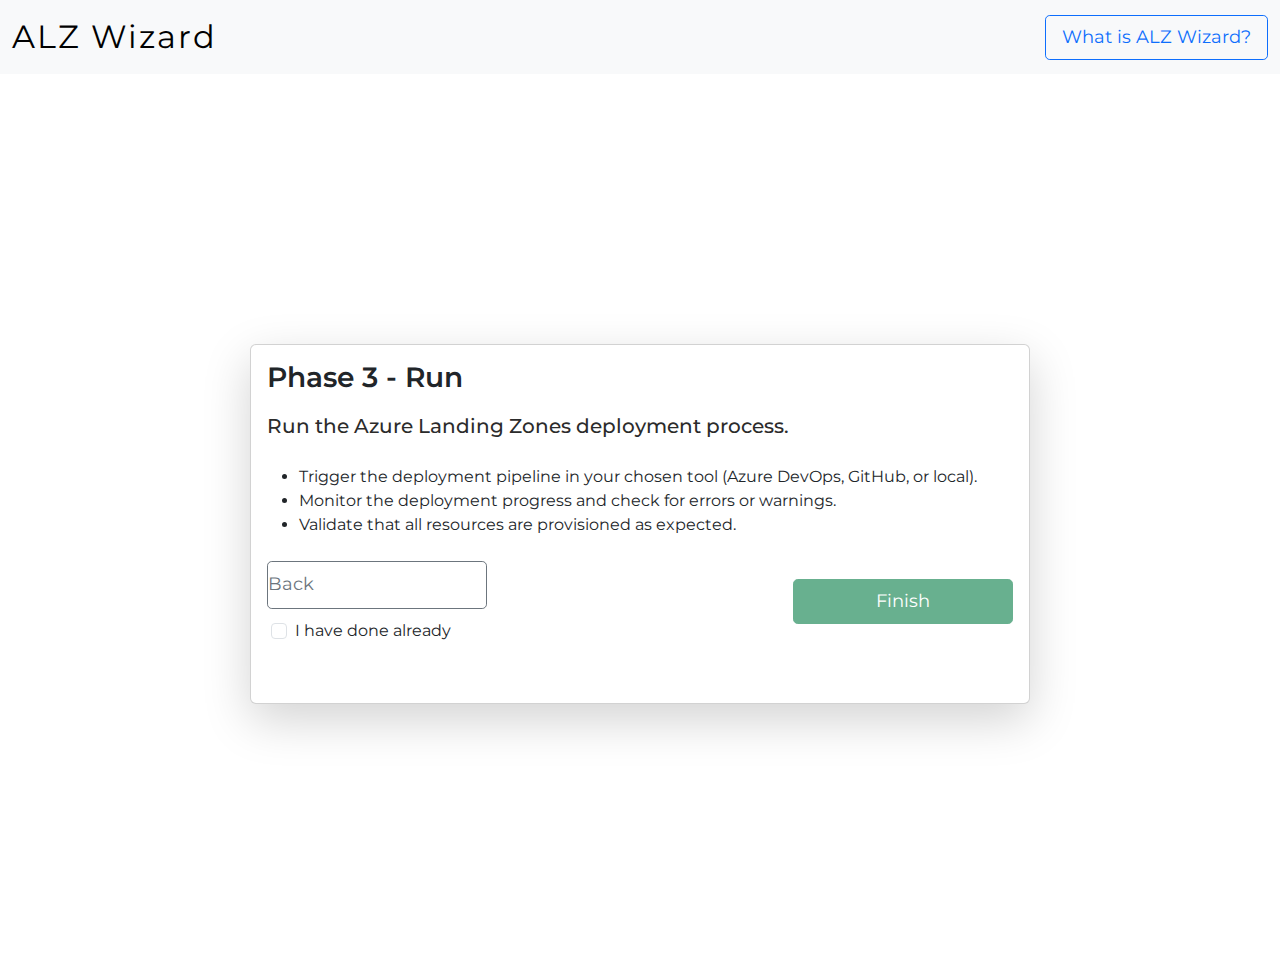 ALZ Wizard
What is ALZ Wizard?
Phase 3 - Run
Run the Azure Landing Zones deployment process.
• Trigger the deployment pipeline in your chosen tool (Azure DevOps, GitHub, or local).
• Monitor the deployment progress and check for errors or warnings.
• Validate that all resources are provisioned as expected.
Back
Finish
I have done already